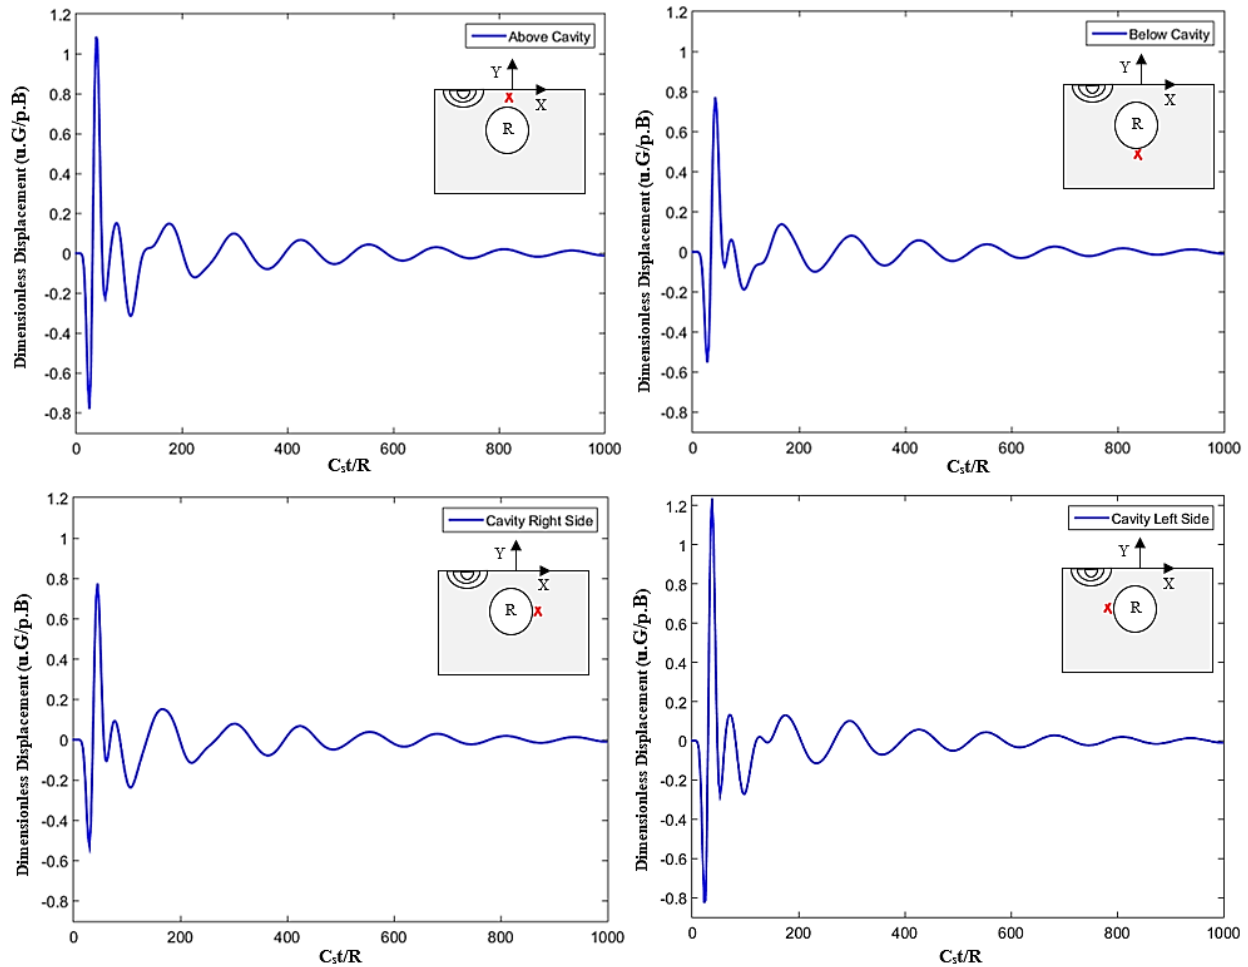 Dimensionless Displacement (u.G/p.B)
1.2
1
0.8
0.6
0.4
0.2
0
-0.2
-0.4
-0.6
-0.8
0 200 400 600 800 1000
Cₛt/R
Above Cavity
Y
X
R
x
Dimensionless Displacement (u.G/p.B)
1.2
1
0.8
0.6
0.4
0.2
0
-0.2
-0.4
-0.6
-0.8
0 200 400 600 800 1000
Cₛt/R
Below Cavity
Y
X
R
x
Dimensionless Displacement (u.G/p.B)
1.2
1
0.8
0.6
0.4
0.2
0
-0.2
-0.4
-0.6
-0.8
0 200 400 600 800 1000
Cₛt/R
Cavity Right Side
Y
X
R
x
Dimensionless Displacement (u.G/p.B)
1.2
1
0.8
0.6
0.4
0.2
0
-0.2
-0.4
-0.6
-0.8
0 200 400 600 800 1000
Cₛt/R
Cavity Left Side
Y
X
R
x